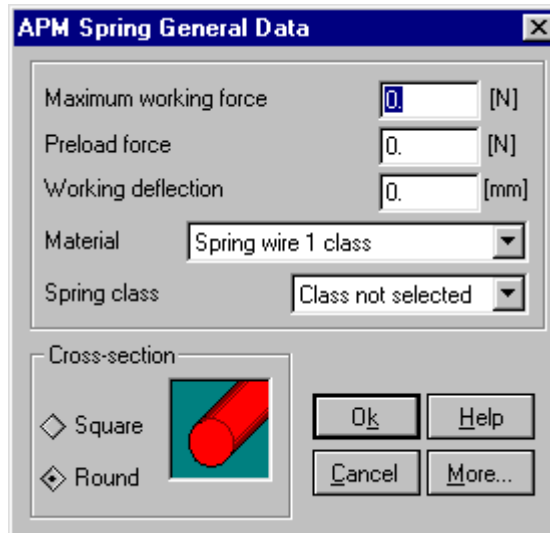 APM Spring General Data
Maximum working force 0. [N]
Preload force 0. [N]
Working deflection 0. [mm]
Material Spring wire 1 class
Spring class Class not selected
Cross-section
Square
Round
Ok Help
Cancel More...